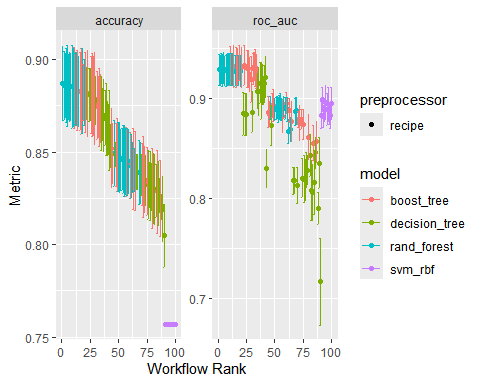 accuracy
roc_auc
Metric
0.90
0.85
0.80
0.75
0.9
0.8
0.7
0
25
50
75
100
0
25
50
75
100
Workflow Rank
preprocessor
recipe
model
boost_tree
decision_tree
rand_forest
svm_rbf